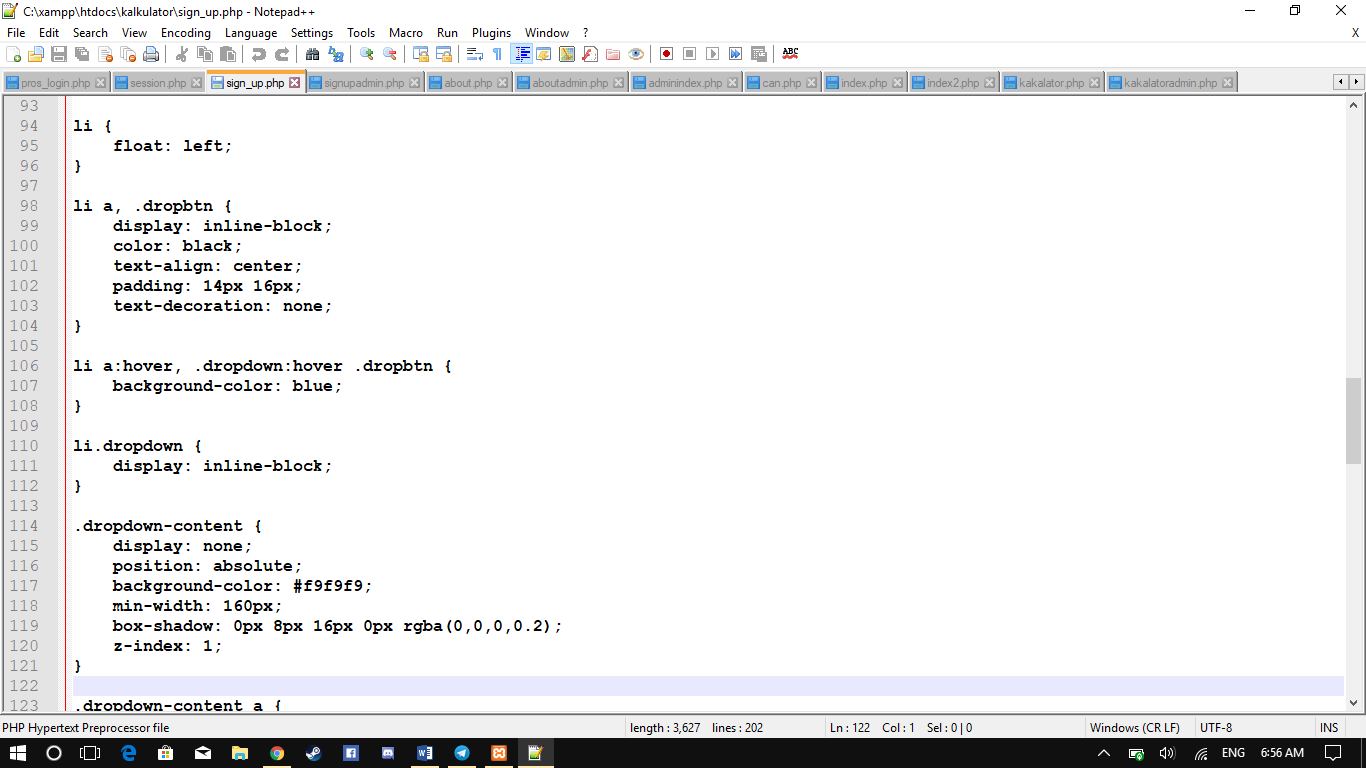 C:\xampp\htdocs\kalkulator\sign_up.php - Notepad++
File Edit Search View Encoding Language Settings Tools Macro Run Plugins Window ? X
ABC
pros_login.php session.php sign_up.php signupadmin.php about.php aboutadmin.php adminindex.php can.php index.php index2.php kakalator.php kakalatoradmin.php
93
94 li {
95 float: left;
96 }
97
98 li a, .dropbtn {
99 display: inline-block;
100 color: black;
101 text-align: center;
102 padding: 14px 16px;
103 text-decoration: none;
104 }
105
106 li a:hover, .dropdown:hover .dropbtn {
107 background-color: blue;
108 }
109
110 li.dropdown {
111 display: inline-block;
112 }
113
114 .dropdown-content {
115 display: none;
116 position: absolute;
117 background-color: #f9f9f9;
118 min-width: 160px;
119 box-shadow: 0px 8px 16px 0px rgba(0,0,0,0.2);
120 z-index: 1;
121 }
122
123 .dropdown-content a {
PHP Hypertext Preprocessor file length : 3,627 lines : 202 Ln : 122 Col : 1 Sel : 0 | 0 Windows (CR LF) UTF-8 INS
ENG 6:56 AM